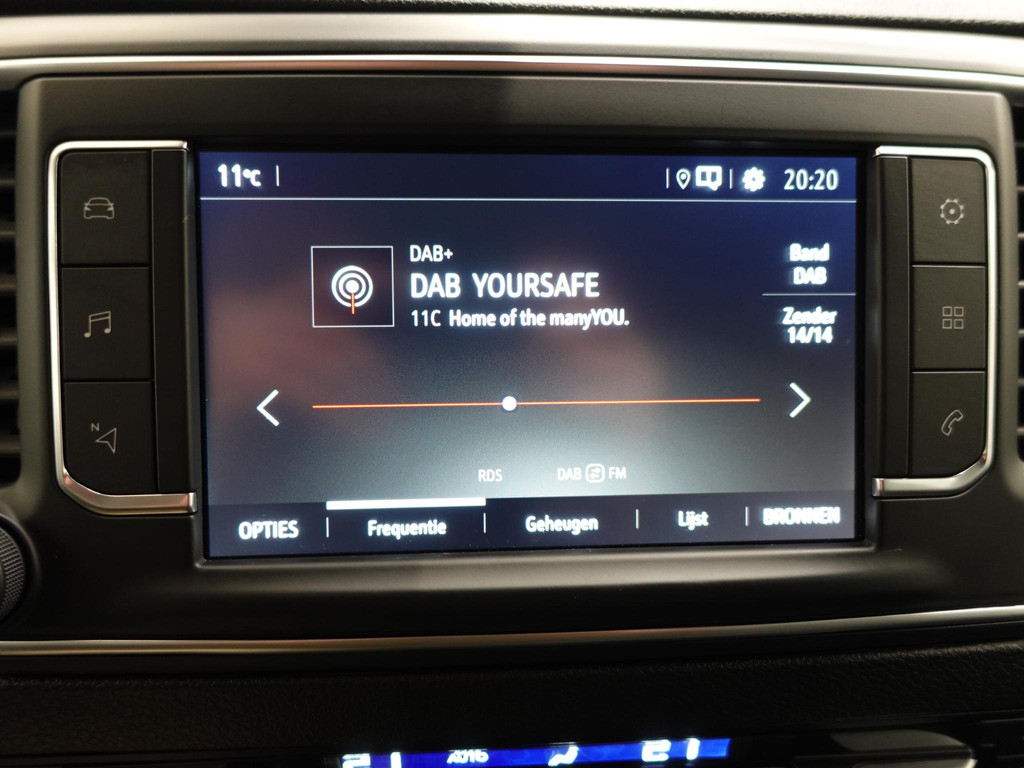 11°C
20:20
DAB+
DAB YOURSAFE
11C Home of the manyYOU.
Band
DAB
Zender
14/14
RDS
DAB FM
OPTIES
Frequentie
Geheugen
Lijst
BRONNEN
N
AUTO